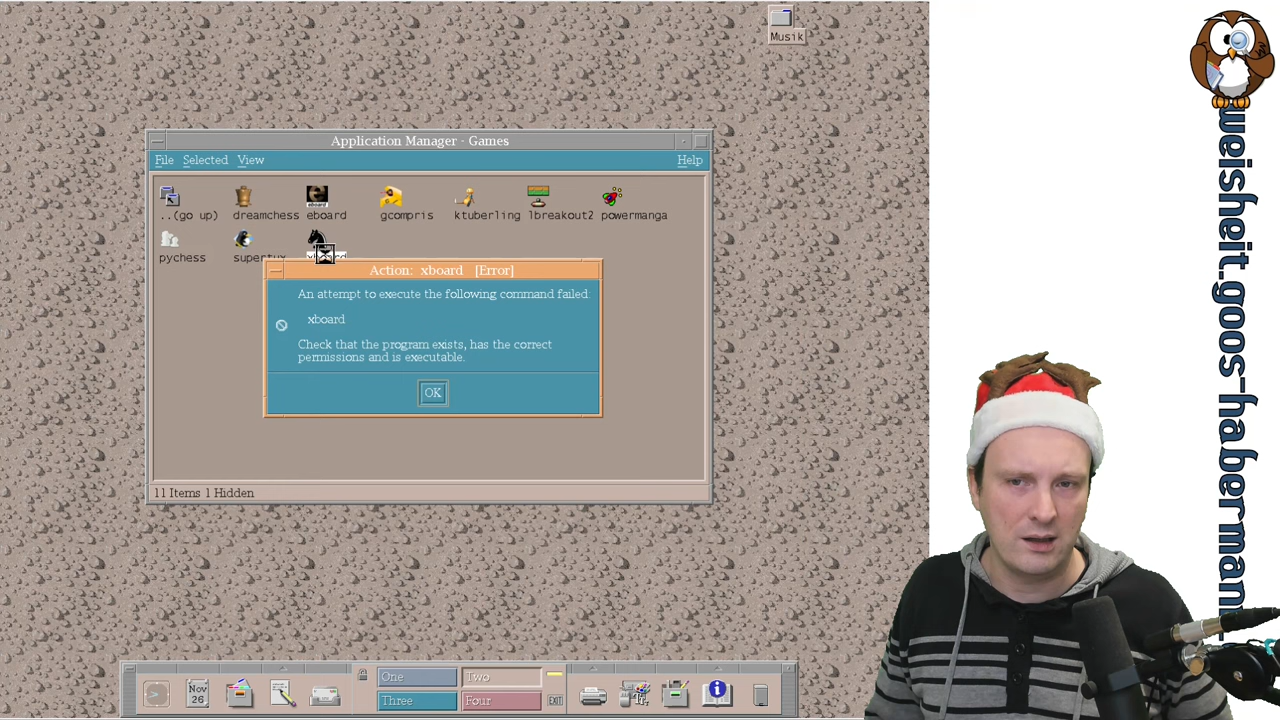 Musik
Application Manager - Games
File Selected View Help
..(go up) dreamchess eboard gcompris ktuberling lbreakout2 powermanga
pychess supertux xboard
Action: xboard [Error]
An attempt to execute the following command failed:
xboard
Check that the program exists, has the correct
permissions and is executable.
OK
11 Items 1 Hidden
One Two
Three Four
Nov
26
EXIT
weisheit.goos-habermann